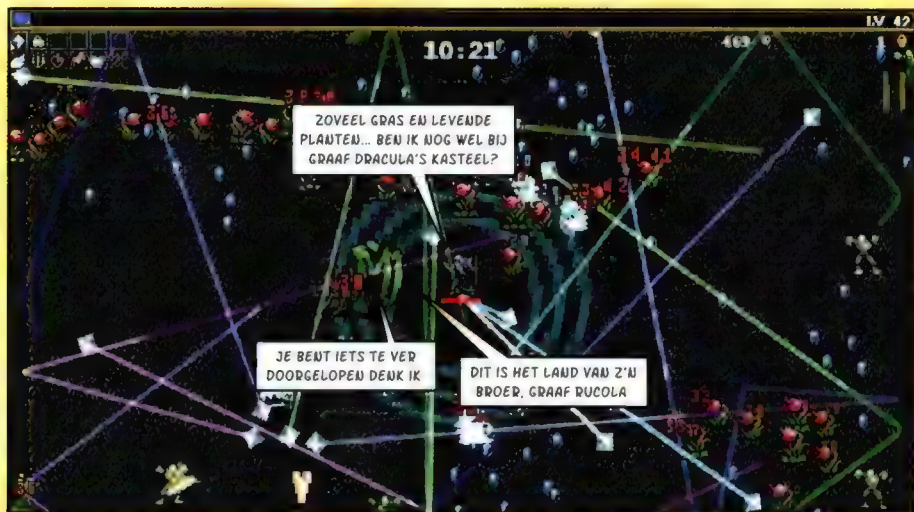 LV 42
10:21
ZOVEEL GRAS EN LEVENDE
PLANTEN... BEN IK NOG WEL BIJ
GRAAF DRACULA'S KASTEEL?
JE BENT IETS TE VER
DOORGELOPEN DENK IK
DIT IS HET LAND VAN Z'N
BROER, GRAAF RUCOLA